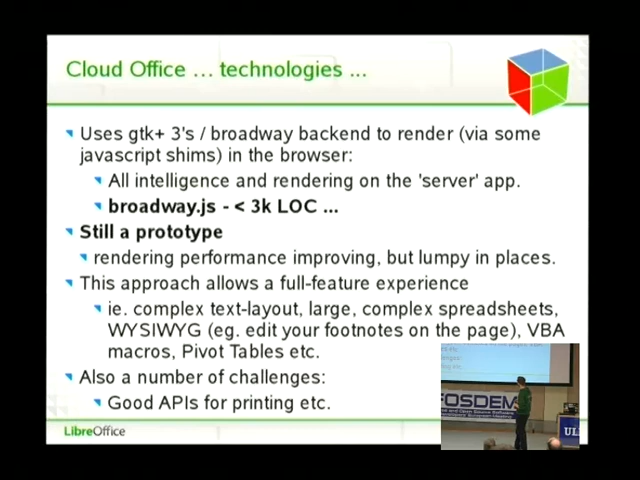 Cloud Office ... technologies ...
Uses gtk+ 3's / broadway backend to render (via some
javascript shims) in the browser:
All intelligence and rendering on the 'server' app.
broadway.js - < 3k LOC ...
Still a prototype
rendering performance improving, but lumpy in places.
This approach allows a full-feature experience
ie. complex text-layout, large, complex spreadsheets,
WYSIWYG (eg. edit your footnotes on the page), VBA
macros, Pivot Tables etc.
Also a number of challenges:
Good APIs for printing etc.
LibreOffice
FOSDEM
UL